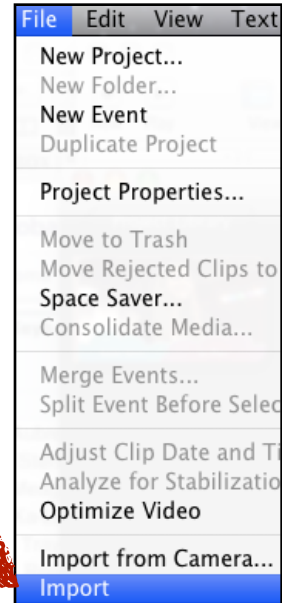 File Edit View Text
New Project...
New Folder...
New Event
Duplicate Project
Project Properties...
Move to Trash
Move Rejected Clips to
Space Saver...
Consolidate Media...
Merge Events...
Split Event Before Selec
Adjust Clip Date and Ti
Analyze for Stabilizatio
Optimize Video
Import from Camera...
Import